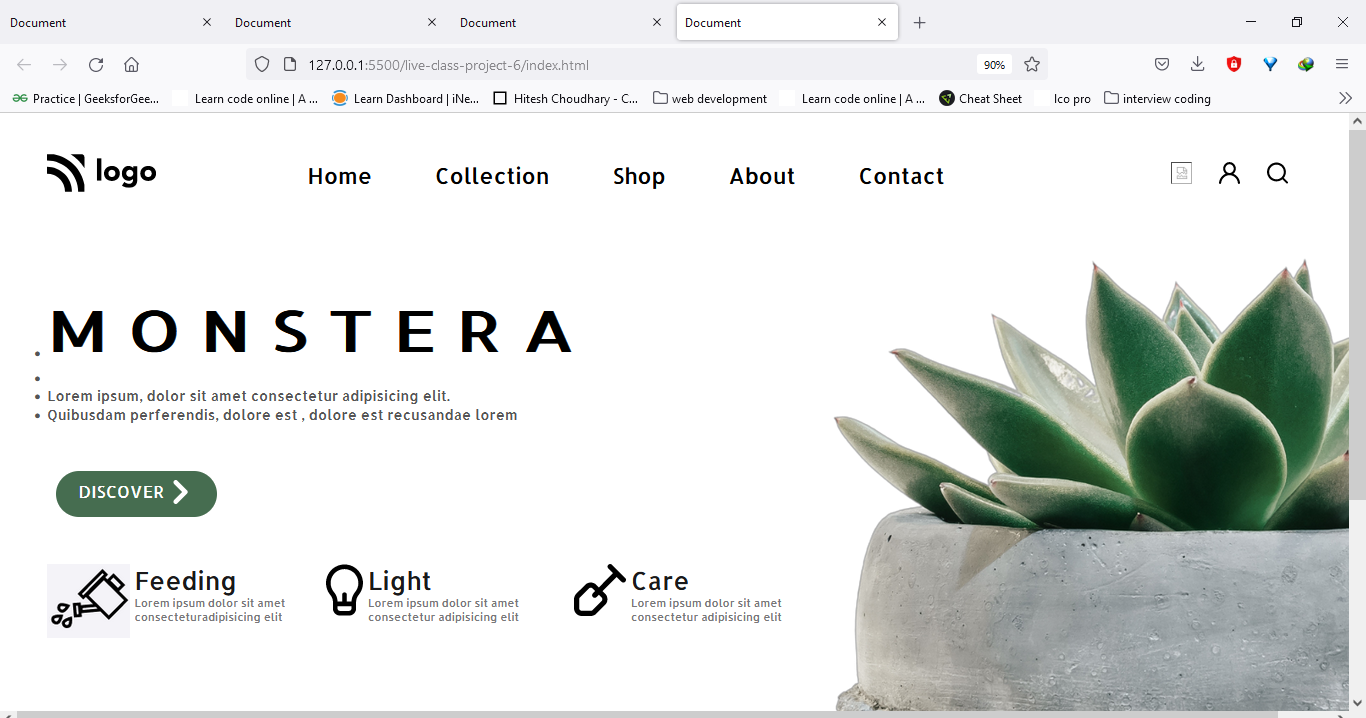 Document
Document
Document
Document
127.0.0.1:5500/live-class-project-6/index.html
90%
Practice | GeeksforGee...
Learn code online | A ...
Learn Dashboard | iNe...
Hitesh Choudhary - C...
web development
Learn code online | A ...
Cheat Sheet
Ico pro
interview coding
logo
Home
Collection
Shop
About
Contact
MONSTERA
Lorem ipsum, dolor sit amet consectetur adipisicing elit.
Quibusdam perferendis, dolore est , dolore est recusandae lorem
DISCOVER
Feeding
Lorem ipsum dolor sit amet
consecteturadipisicing elit
Light
Lorem ipsum dolor sit amet
consectetur adipisicing elit
Care
Lorem ipsum dolor sit amet
consectetur adipisicing elit